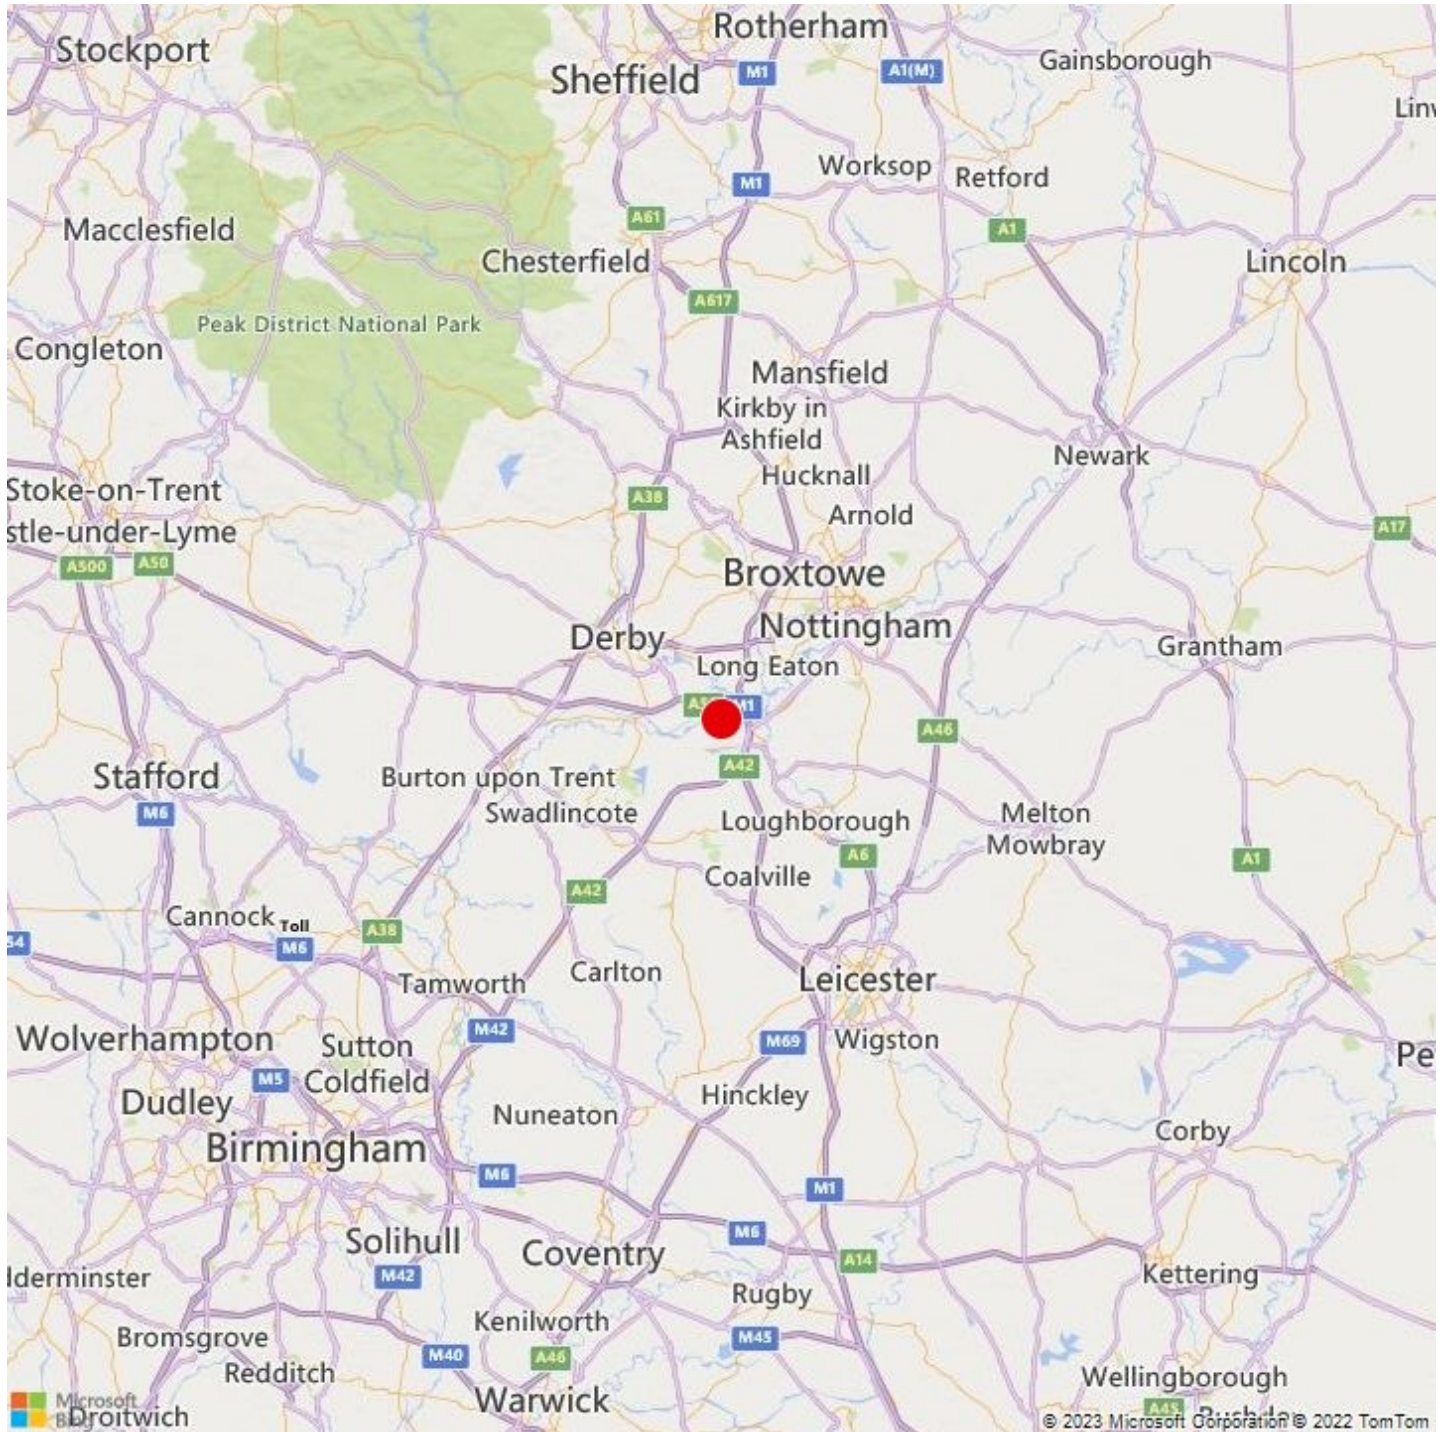 Rotherham
Stockport
Gainsborough
Sheffield
M1
A1(M)
Worksop
Retford
M1
A61
Macclesfield
A1
Chesterfield
Lincoln
A617
Peak District National Park
Congleton
Mansfield
Kirkby in
Ashfield
Newark
Hucknall
Stoke-on-Trent
A38
Arnold
A17
stle-under-Lyme
A500
A50
Broxtowe
Nottingham
Derby
Grantham
Long Eaton
M1
A46
A42
Stafford
Burton upon Trent
M6
Swadlincote
Melton
Mowbray
Loughborough
A6
A1
Coalville
A42
Cannock
Toll
A38
M6
54
Carlton
Leicester
Tamworth
M42
Wolverhampton
M69
Wigston
Sutton
Coldfield
Pe
M5
Dudley
Hinckley
Nuneaton
Corby
Birmingham
M6
M1
M6
Solihull
Coventry
A14
M42
dderminster
Kettering
Rugby
Kenilworth
Bromsgrove
M45
M40
A46
Redditch
Wellingborough
Warwick
Microsoft
Droitwich
A45
© 2023 Microsoft Corporation © 2022 TomTom